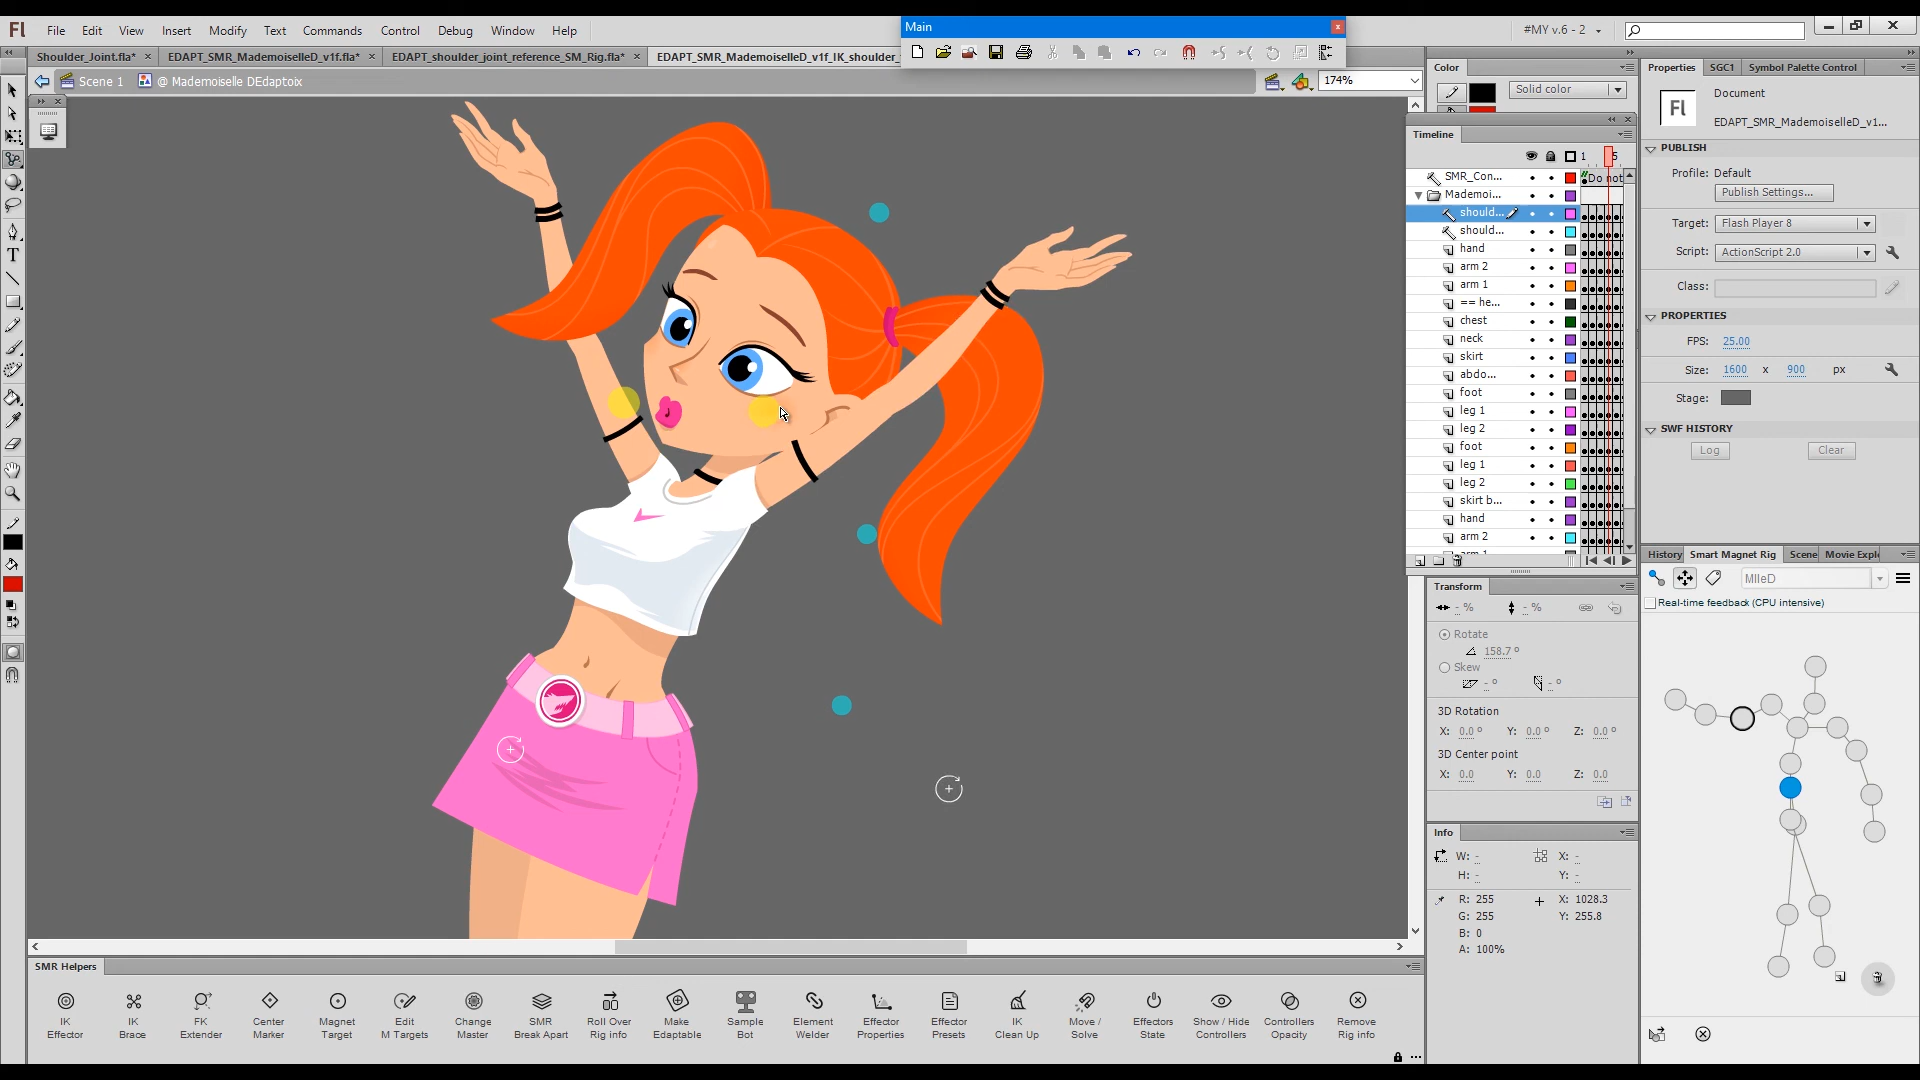 Main
Fl File Edit View Insert Modify Text Commands Control Debug Window Help #MY v.6 - 2
Shoulder_Joint.fla* EDAPT_SMR_MademoiselleD_v1f.fla* EDAPT_shoulder_joint_reference_SM_Rig.fla* EDAPT_SMR_MademoiselleD_v1f_IK_shoulder_
Scene 1 @ Mademoiselle DEdaptoix 174%
Color
Solid color
Timeline
1 5
SMR_Con... Do not
Mademoi...
should...
should...
hand
arm 2
arm 1
== he...
chest
neck
skirt
abdo...
foot
leg 1
leg 2
foot
leg 1
leg 2
skirt b...
hand
arm 2
Transform
- % - %
Rotate
158.7 °
Skew
- ° - °
3D Rotation
X: 0.0 ° Y: 0.0 ° Z: 0.0 °
3D Center point
X: 0.0 Y: 0.0 Z: 0.0
Info
W: - X: -
H: - Y: -
R: 255 X: 1028.3
G: 255 Y: 255.8
B: 0
A: 100%
Properties SGC1 Symbol Palette Control
Fl Document
EDAPT_SMR_MademoiselleD_v1...
PUBLISH
Profile: Default
Publish Settings...
Target: Flash Player 8
Script: ActionScript 2.0
Class:
PROPERTIES
FPS: 25.00
Size: 1600 x 900 px
Stage:
SWF HISTORY
Log Clear
History Smart Magnet Rig Scene Movie Expl
MlleD
Real-time feedback (CPU intensive)
SMR Helpers
IK Effector
IK Brace
FK Extender
Center Marker
Magnet Target
Edit M Targets
Change Master
SMR Break Apart
Roll Over Rig info
Make Edaptable
Sample Bot
Element Welder
Effector Properties
Effector Presets
IK Clean Up
Move / Solve
Effectors State
Show / Hide Controllers
Controllers Opacity
Remove Rig info